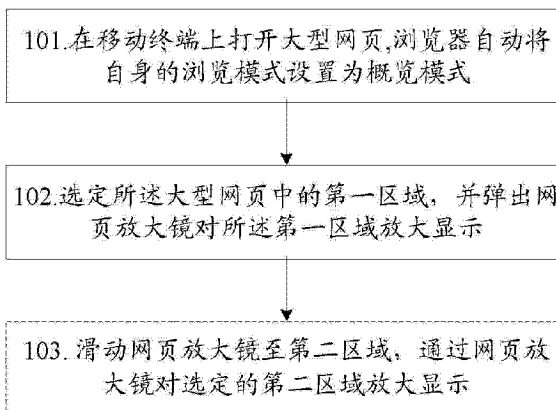 101.在移动终端上打开大型网页,浏览器自动将
自身的浏览模式设置为概览模式
102.选定所述大型网页中的第一区域，并弹出网
页放大镜对所述第一区域放大显示
103. 滑动网页放大镜至第二区域，通过网页放
大镜对选定的第二区域放大显示